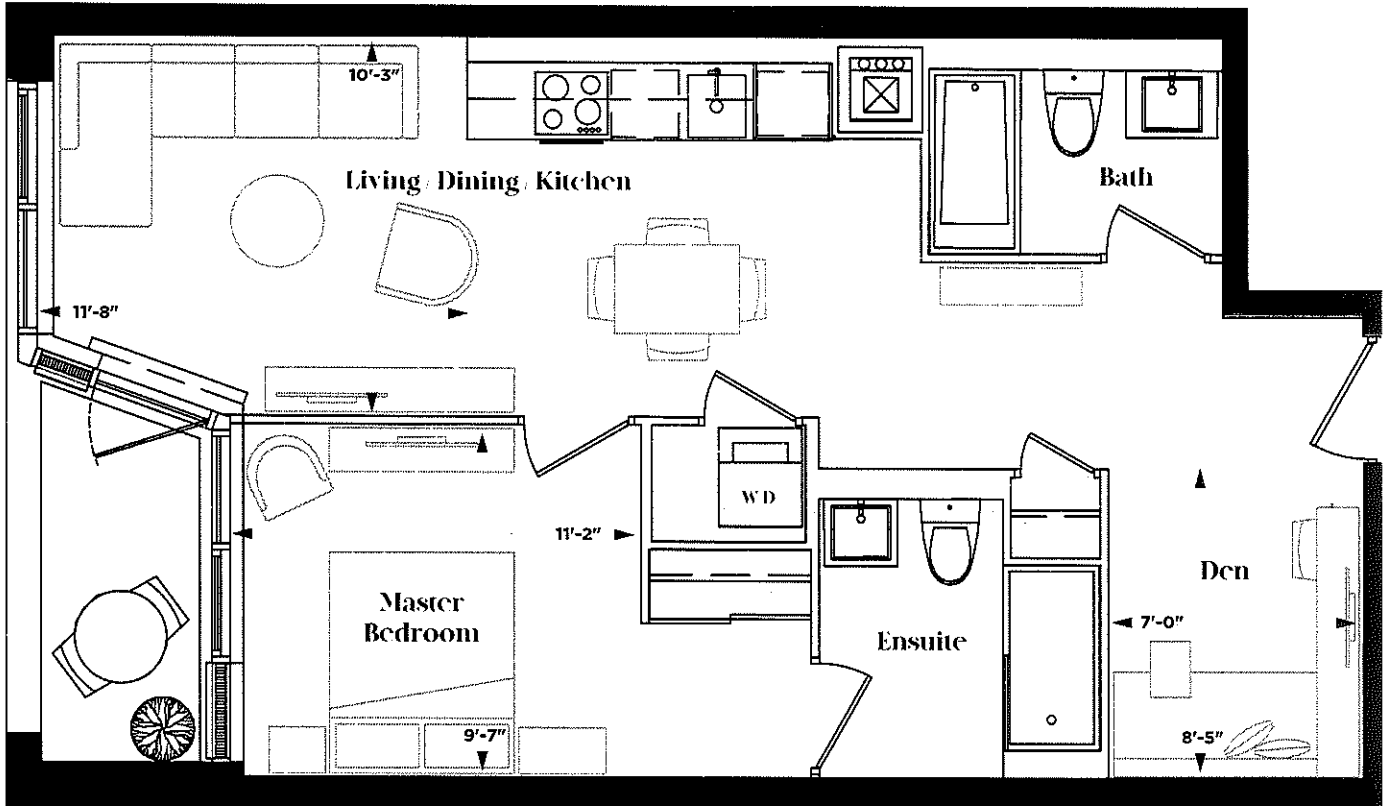 10'-3"
Living / Dining / Kitchen
Bath
11'-8"
W D
11'-2"
Master
Bedroom
Den
Ensuite
7'-0"
9'-7"
8'-5"